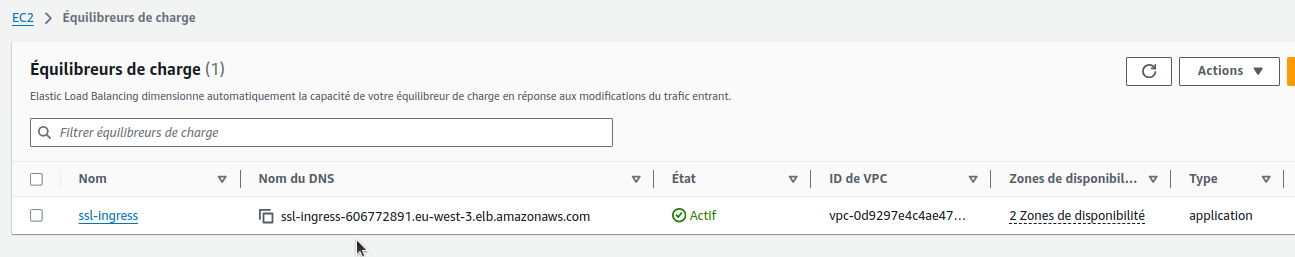 EC2 > Équilibreurs de charge
Équilibreurs de charge (1)
Actions
Elastic Load Balancing dimensionne automatiquement la capacité de votre équilibreur de charge en réponse aux modifications du trafic entrant.
Filtrer équilibreurs de charge
Nom Nom du DNS État ID de VPC Zones de disponibil... Type
ssl-ingress ssl-ingress-606772891.eu-west-3.elb.amazonaws.com Actif vpc-0d9297e4c4ae47... 2 Zones de disponibilité application